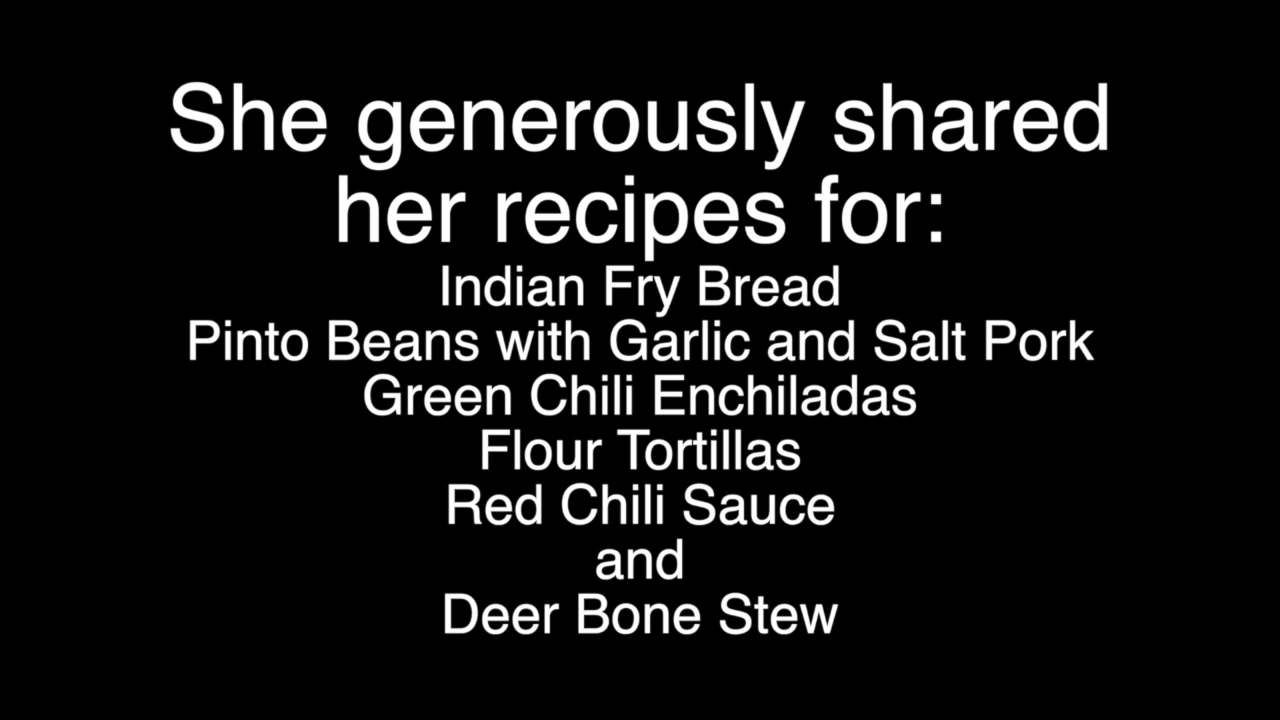 She generously shared
her recipes for:
Indian Fry Bread
Pinto Beans with Garlic and Salt Pork
Green Chili Enchiladas
Flour Tortillas
Red Chili Sauce
and
Deer Bone Stew